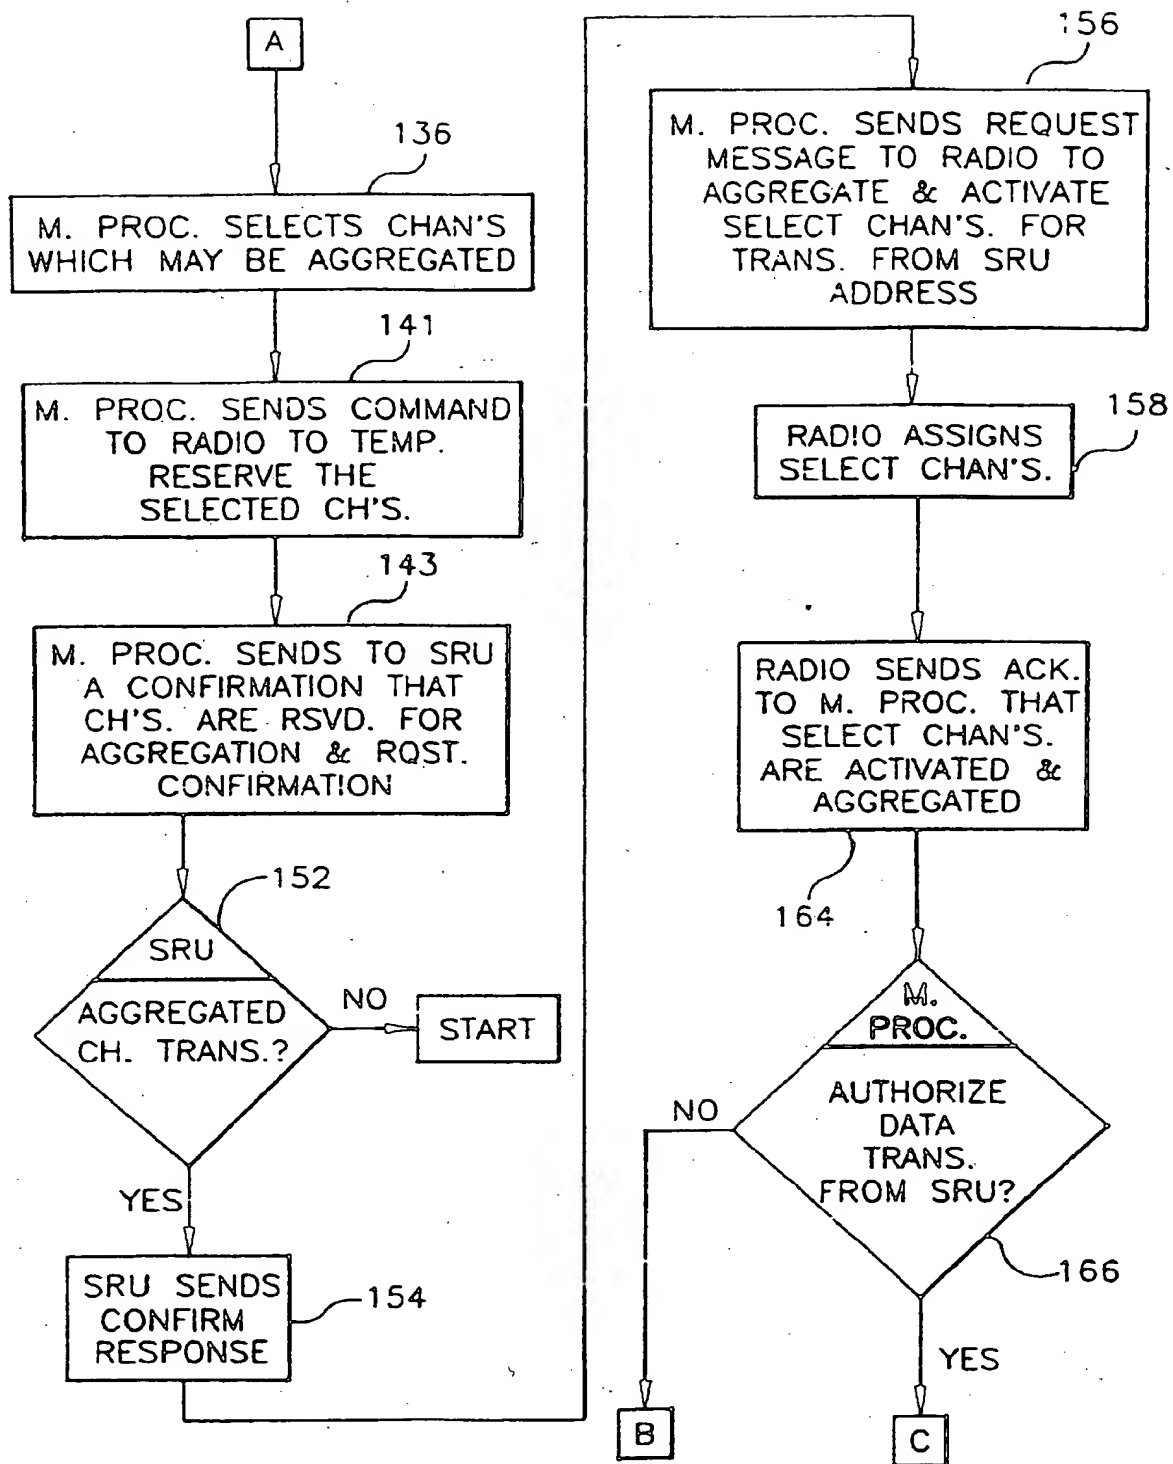 A
136
M. PROC. SELECTS CHAN'S
WHICH MAY BE AGGREGATED
141
M. PROC. SENDS COMMAND
TO RADIO TO TEMP.
RESERVE THE
SELECTED CH'S.
143
M. PROC. SENDS TO SRU
A CONFIRMATION THAT
CH'S. ARE RSVD. FOR
AGGREGATION & RQST.
CONFIRMATION
152
SRU
AGGREGATED
CH. TRANS.?
NO
START
YES
SRU SENDS
CONFIRM
RESPONSE
154
156
M. PROC. SENDS REQUEST
MESSAGE TO RADIO TO
AGGREGATE & ACTIVATE
SELECT CHAN'S. FOR
TRANS. FROM SRU
ADDRESS
158
RADIO ASSIGNS
SELECT CHAN'S.
RADIO SENDS ACK.
TO M. PROC. THAT
SELECT CHAN'S.
ARE ACTIVATED &
AGGREGATED
164
M.
PROC.
AUTHORIZE
DATA
TRANS.
FROM SRU?
NO
166
YES
B
C